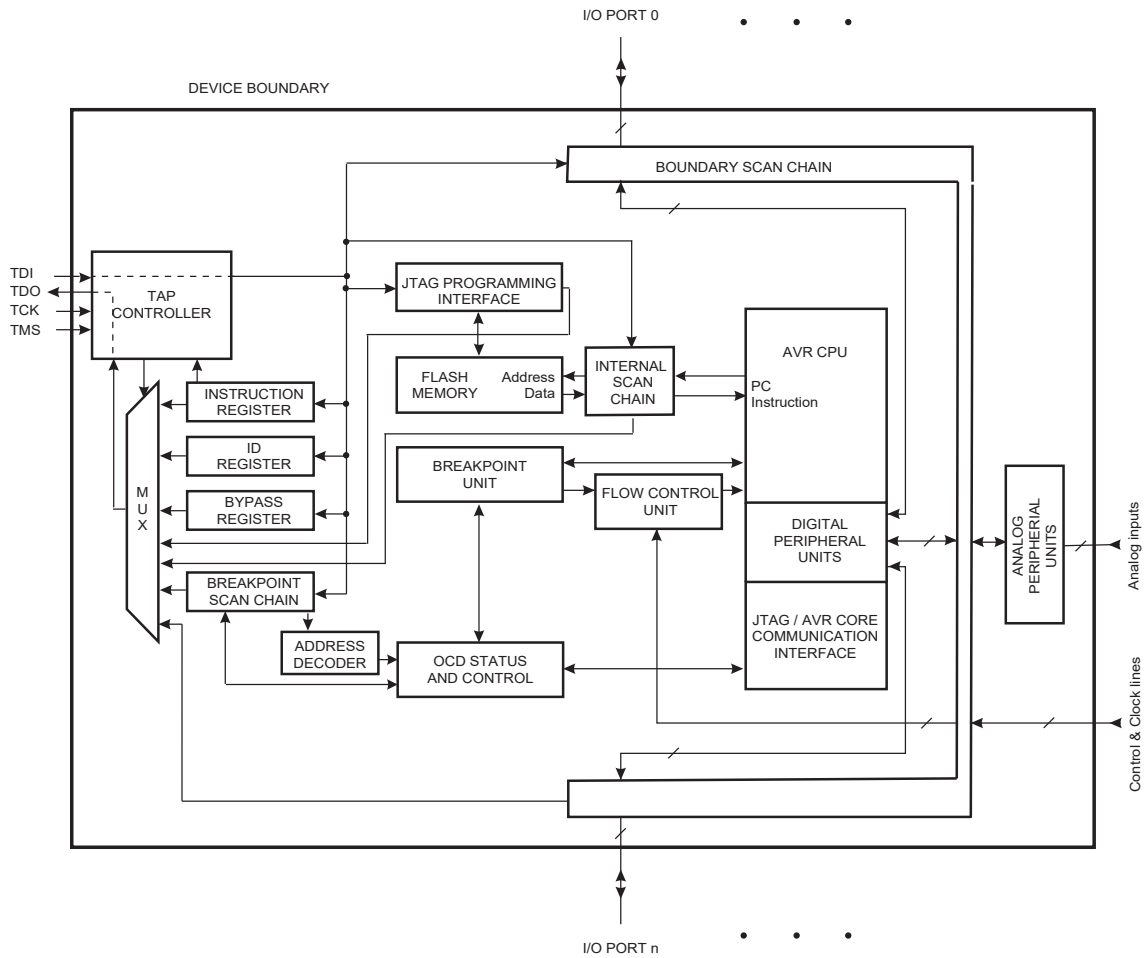 I/O PORT 0
DEVICE BOUNDARY
BOUNDARY SCAN CHAIN
TDI
TDO
TCK
TMS
TAP
CONTROLLER
JTAG PROGRAMMING
INTERFACE
AVR CPU
FLASH
MEMORY
Address
Data
INTERNAL
SCAN
CHAIN
PC
Instruction
INSTRUCTION
REGISTER
ID
REGISTER
BREAKPOINT
UNIT
FLOW CONTROL
UNIT
MUX
BYPASS
REGISTER
DIGITAL
PERIPHERAL
UNITS
ANALOG
PERIPHERIAL
UNITS
Analog inputs
BREAKPOINT
SCAN CHAIN
JTAG / AVR CORE
COMMUNICATION
INTERFACE
ADDRESS
DECODER
OCD STATUS
AND CONTROL
Control & Clock lines
I/O PORT n